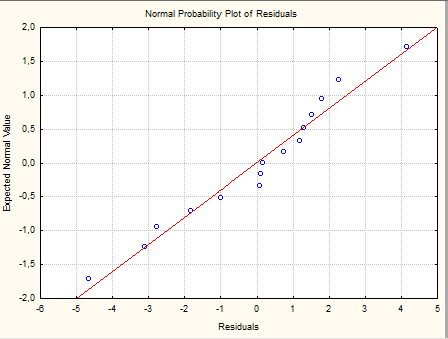 Normal Probability Plot of Residuals
2,0
1,5
1,0
0,5
0,0
-0,5
-1,0
-1,5
-2,0
Expected Normal Value
-6 -5 -4 -3 -2 -1 0 1 2 3 4 5
Residuals